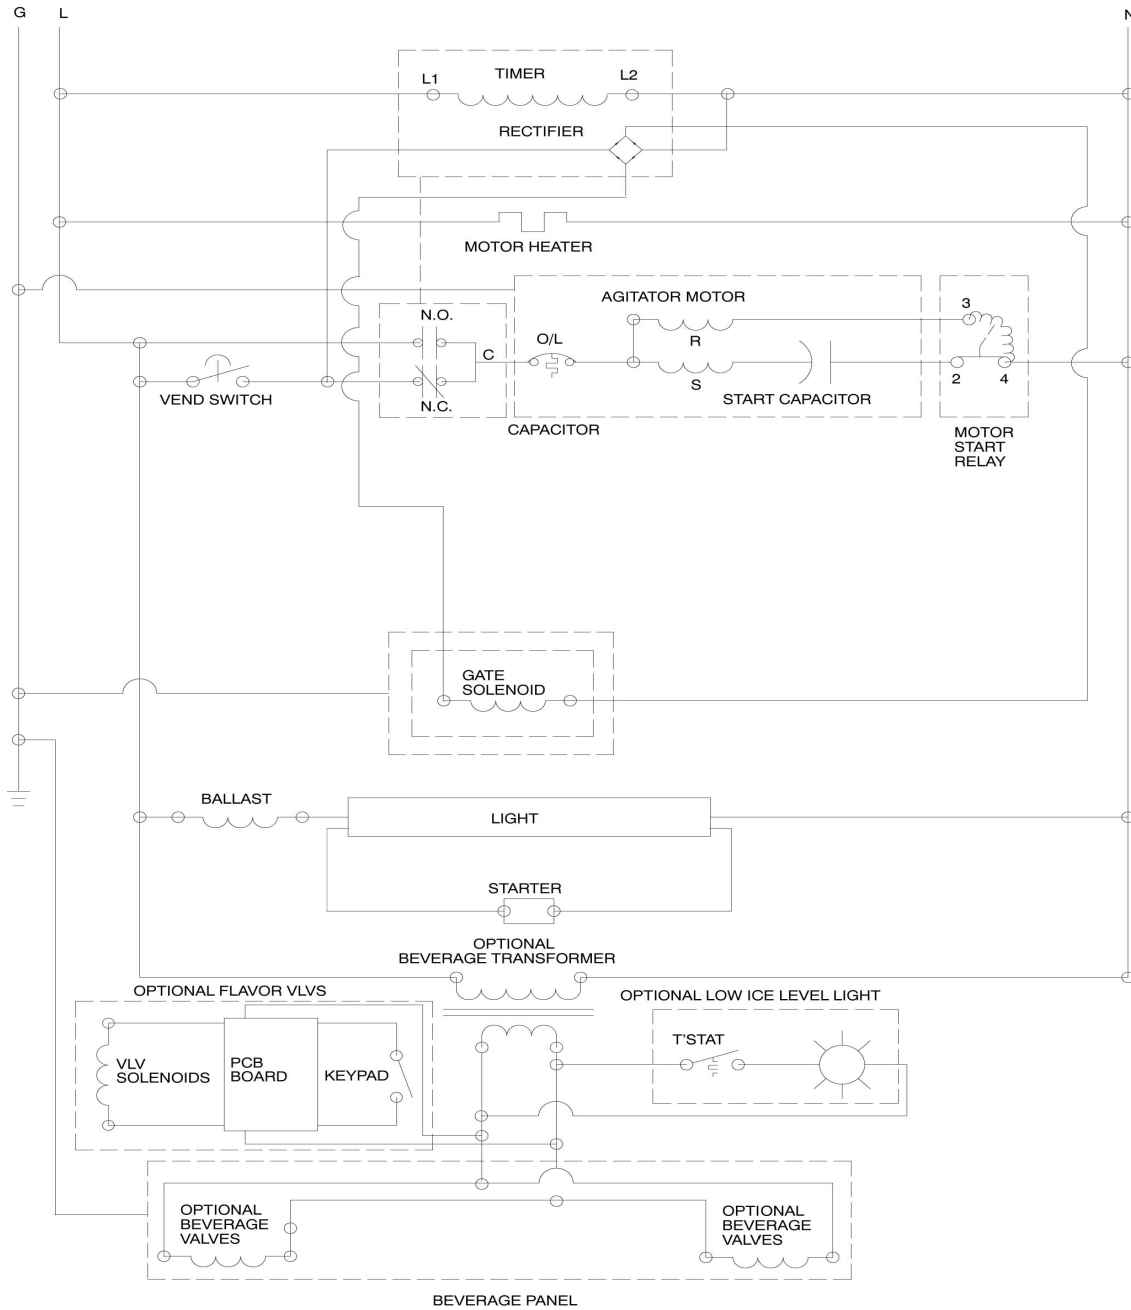 G
L
N
TIMER
L1
L2
RECTIFIER
MOTOR HEATER
AGITATOR MOTOR
N.O.
3
O/L
R
C
2
4
VEND SWITCH
S
START CAPACITOR
N.C.
CAPACITOR
MOTOR
START
RELAY
GATE
SOLENOID
BALLAST
LIGHT
STARTER
OPTIONAL
BEVERAGE TRANSFORMER
OPTIONAL FLAVOR VLVS
OPTIONAL LOW ICE LEVEL LIGHT
T'STAT
VLV
SOLENOIDS
PCB
BOARD
KEYPAD
OPTIONAL
BEVERAGE
VALVES
OPTIONAL
BEVERAGE
VALVES
BEVERAGE PANEL